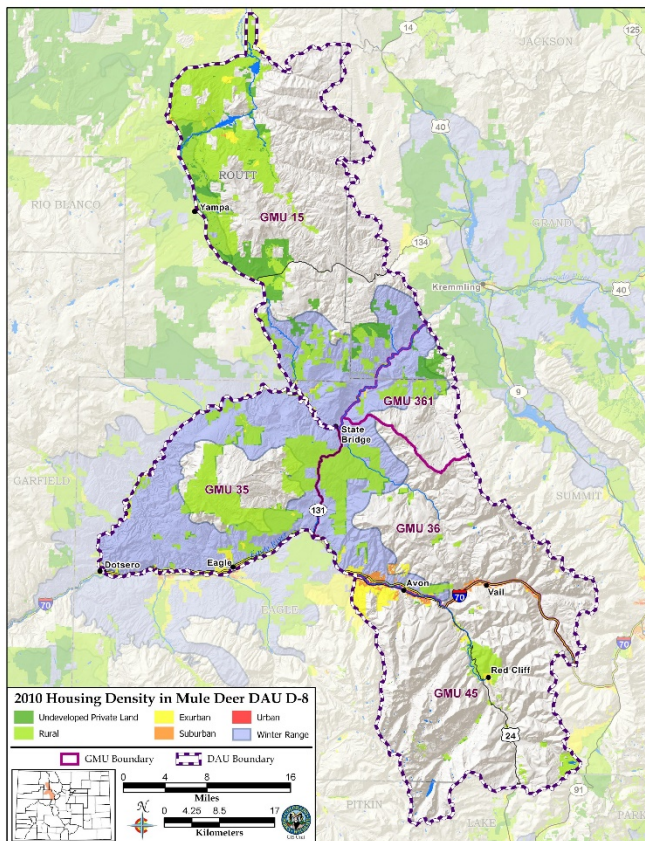 14
JACKSON
125
40
ROUTT
RIO BLANCO
Yampa
GMU 15
GRAND
134
Kremmling
40
9
GMU 361
State
Bridge
GARFIELD
GMU 35
SUMMIT
GMU 36
131
Dotsero
Eagle
70
EAGLE
Avon
70
Vail
70
Red Cliff
GMU 45
24
91
PITKIN
LAKE
PARK
2010 Housing Density in Mule Deer DAU D-8
Undeveloped Private Land
Exurban
Urban
Rural
Suburban
Winter Range
GMU Boundary
DAU Boundary
0 4 8 16
Miles
N
0 4.25 8.5 17
Kilometers